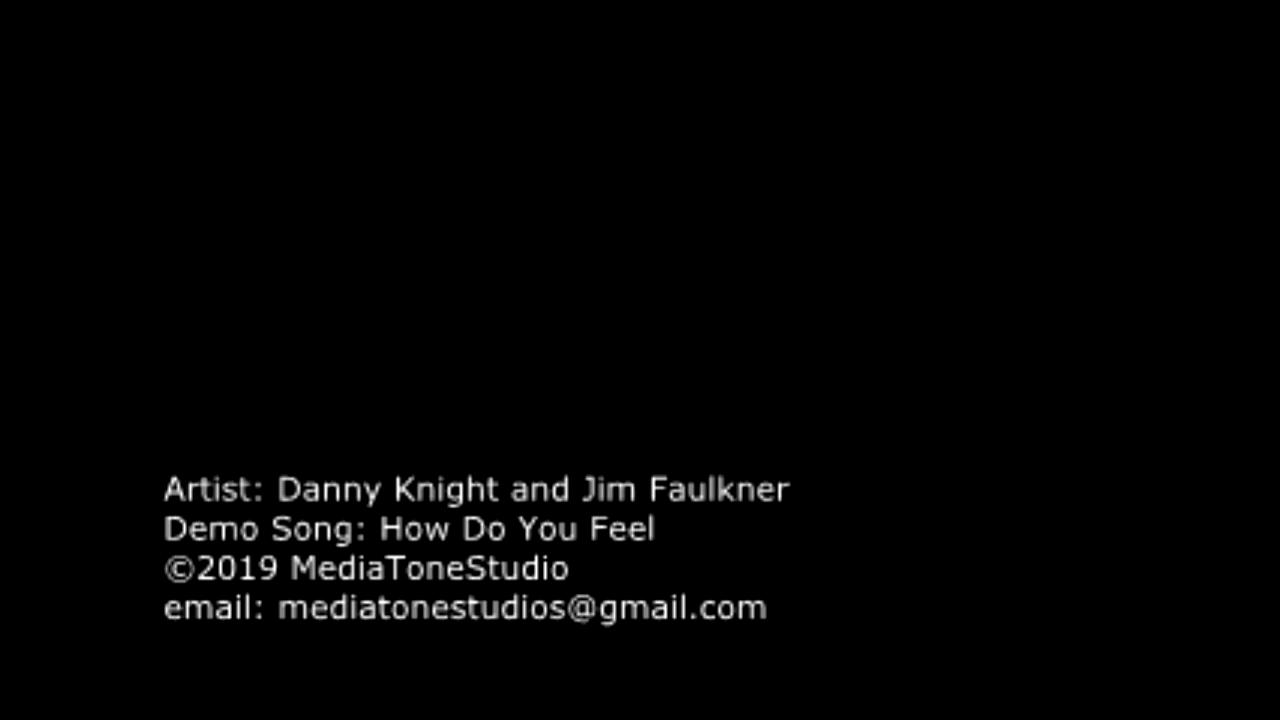 Artist: Danny Knight and Jim Faulkner
Demo Song: How Do You Feel
©2019 MediaToneStudio
email: mediatonestudios@gmail.com